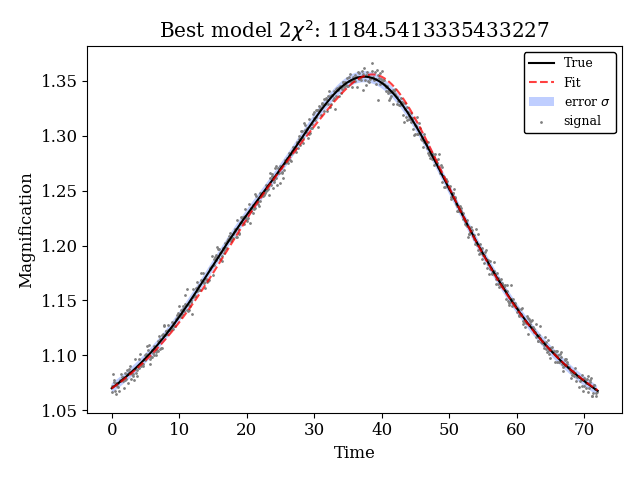 Best model 2χ²: 1184.5413335433227
Magnification
1.35
1.30
1.25
1.20
1.15
1.10
1.05
True
Fit
error σ
signal
0 10 20 30 40 50 60 70
Time